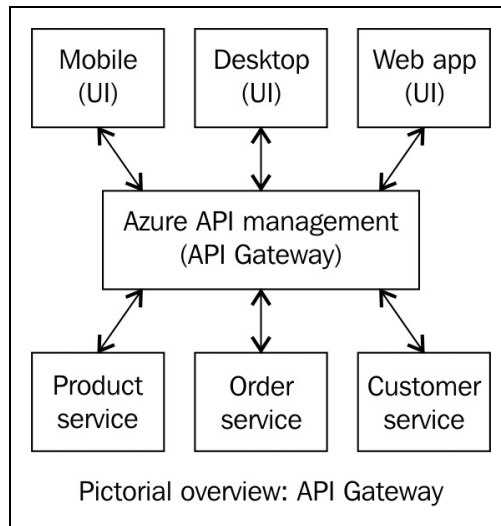 Mobile
(UI)
Desktop
(UI)
Web app
(UI)
Azure API management
(API Gateway)
Product
service
Order
service
Customer
service
Pictorial overview: API Gateway